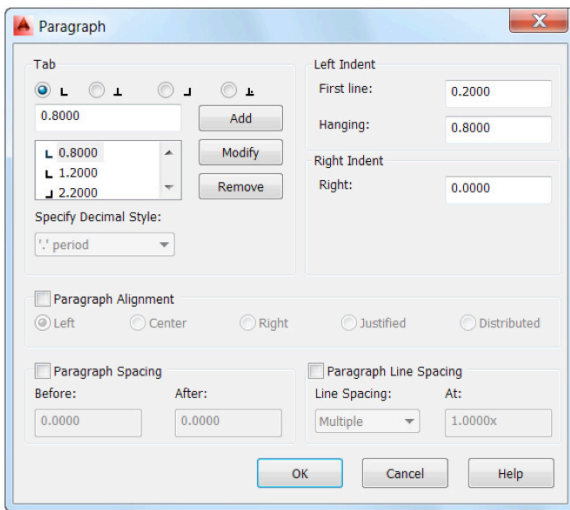 Paragraph
Tab
0.8000
Add
0.8000
1.2000
2.2000
Modify
Remove
Specify Decimal Style:
'.' period
Left Indent
First line: 0.2000
Hanging: 0.8000
Right Indent
Right: 0.0000
Paragraph Alignment
Left Center Right Justified Distributed
Paragraph Spacing
Before: After:
0.0000 0.0000
Paragraph Line Spacing
Line Spacing: At:
Multiple 1.0000x
OK Cancel Help